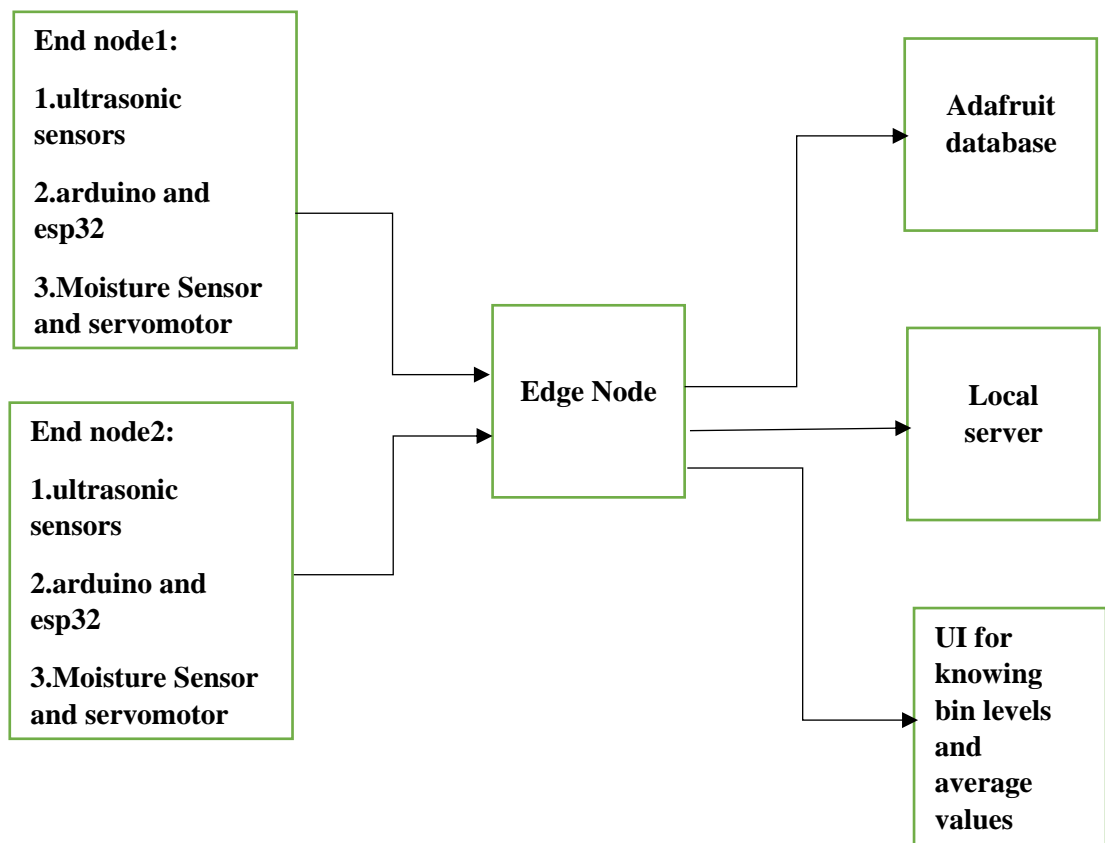 End node1:
1.ultrasonic
sensors
2.arduino and
esp32
3.Moisture Sensor
and servomotor
End node2:
1.ultrasonic
sensors
2.arduino and
esp32
3.Moisture Sensor
and servomotor
Edge Node
Adafruit
database
Local
server
UI for
knowing
bin levels
and
average
values